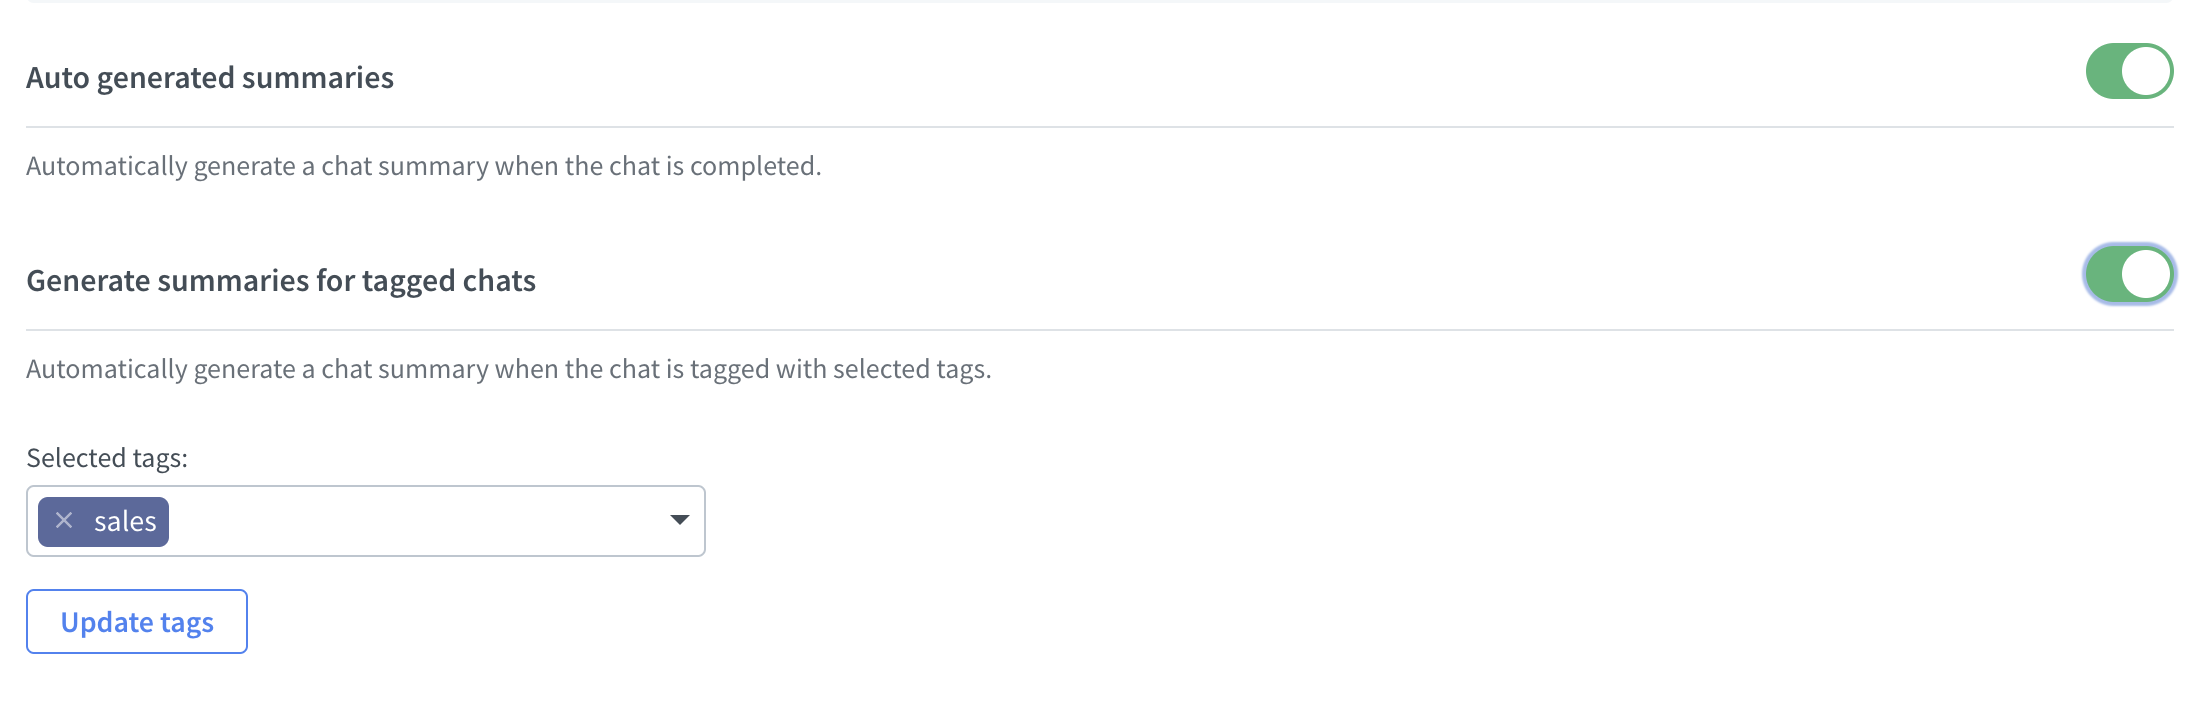 Auto generated summaries
Automatically generate a chat summary when the chat is completed.
Generate summaries for tagged chats
Automatically generate a chat summary when the chat is tagged with selected tags.
Selected tags:
sales
Update tags